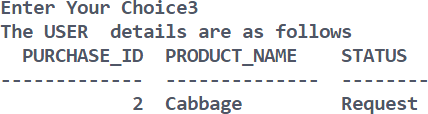 Enter Your Choice3
The USER  details are as follows
  PURCHASE_ID  PRODUCT_NAME    STATUS
-------------  --------------  --------
            2  Cabbage         Request